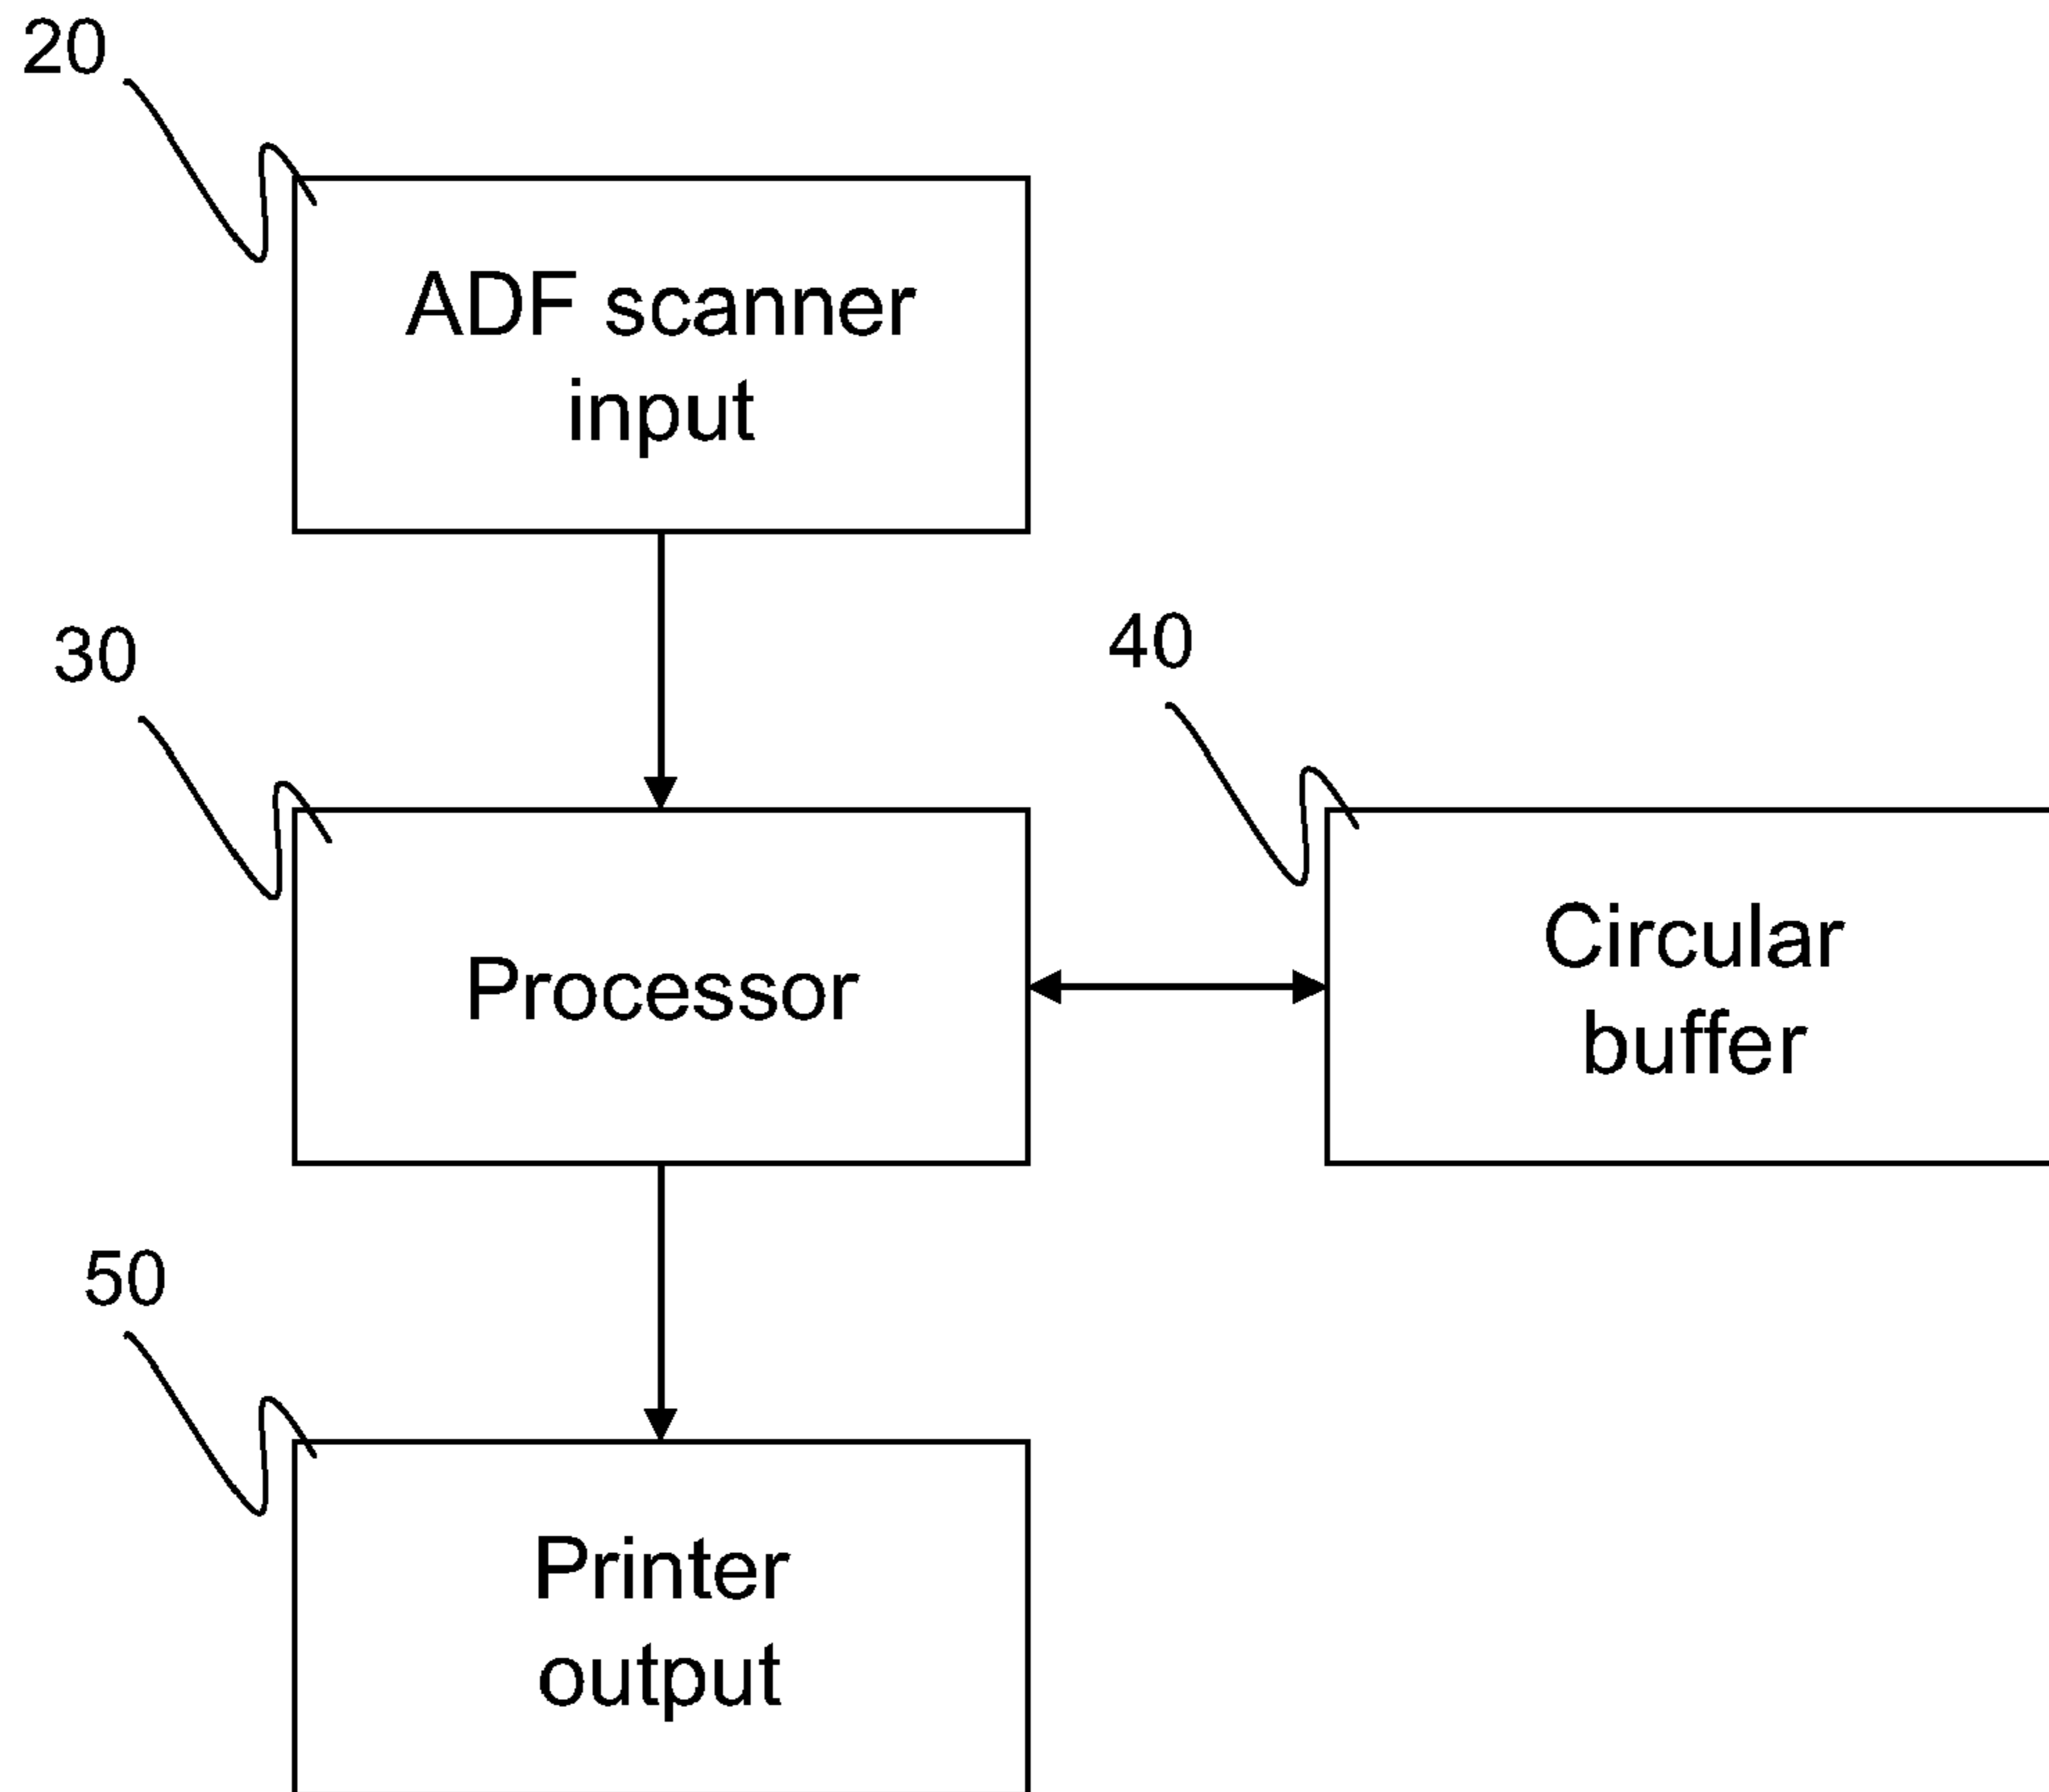 20
ADF scanner
input
30
40
Processor
Circular
buffer
50
Printer
output